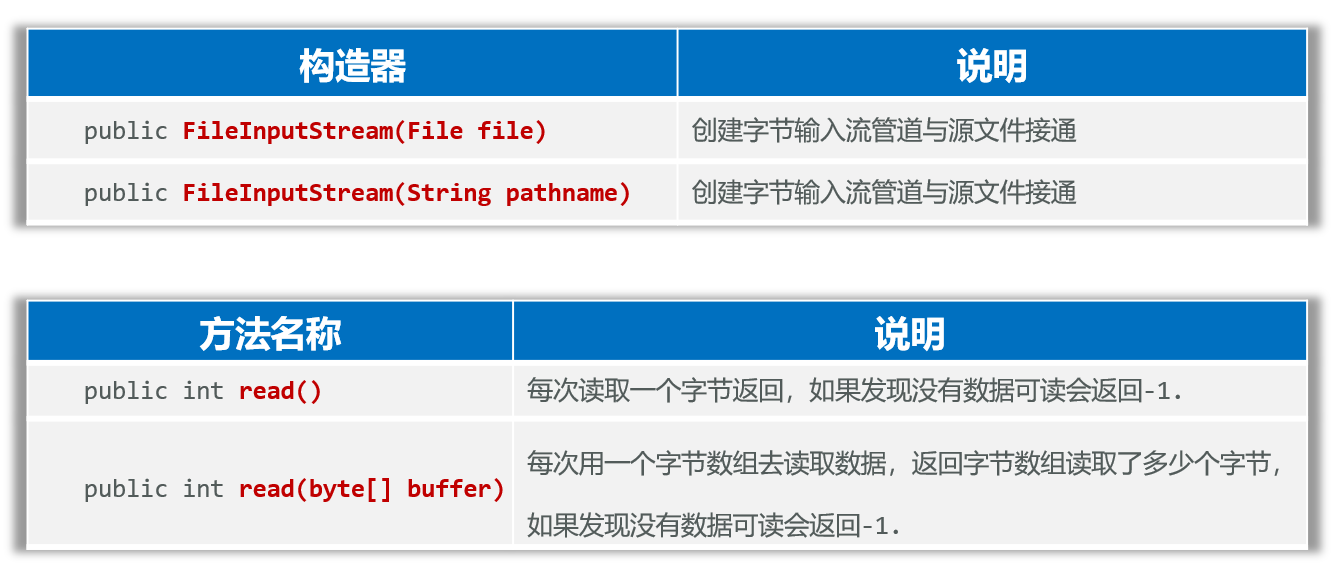 构造器 说明
public FileInputStream(File file) 创建字节输入流管道与源文件接通
public FileInputStream(String pathname) 创建字节输入流管道与源文件接通
方法名称 说明
public int read() 每次读取一个字节返回，如果发现没有数据可读会返回-1.
public int read(byte[] buffer) 每次用一个字节数组去读取数据，返回字节数组读取了多少个字节，
如果发现没有数据可读会返回-1.